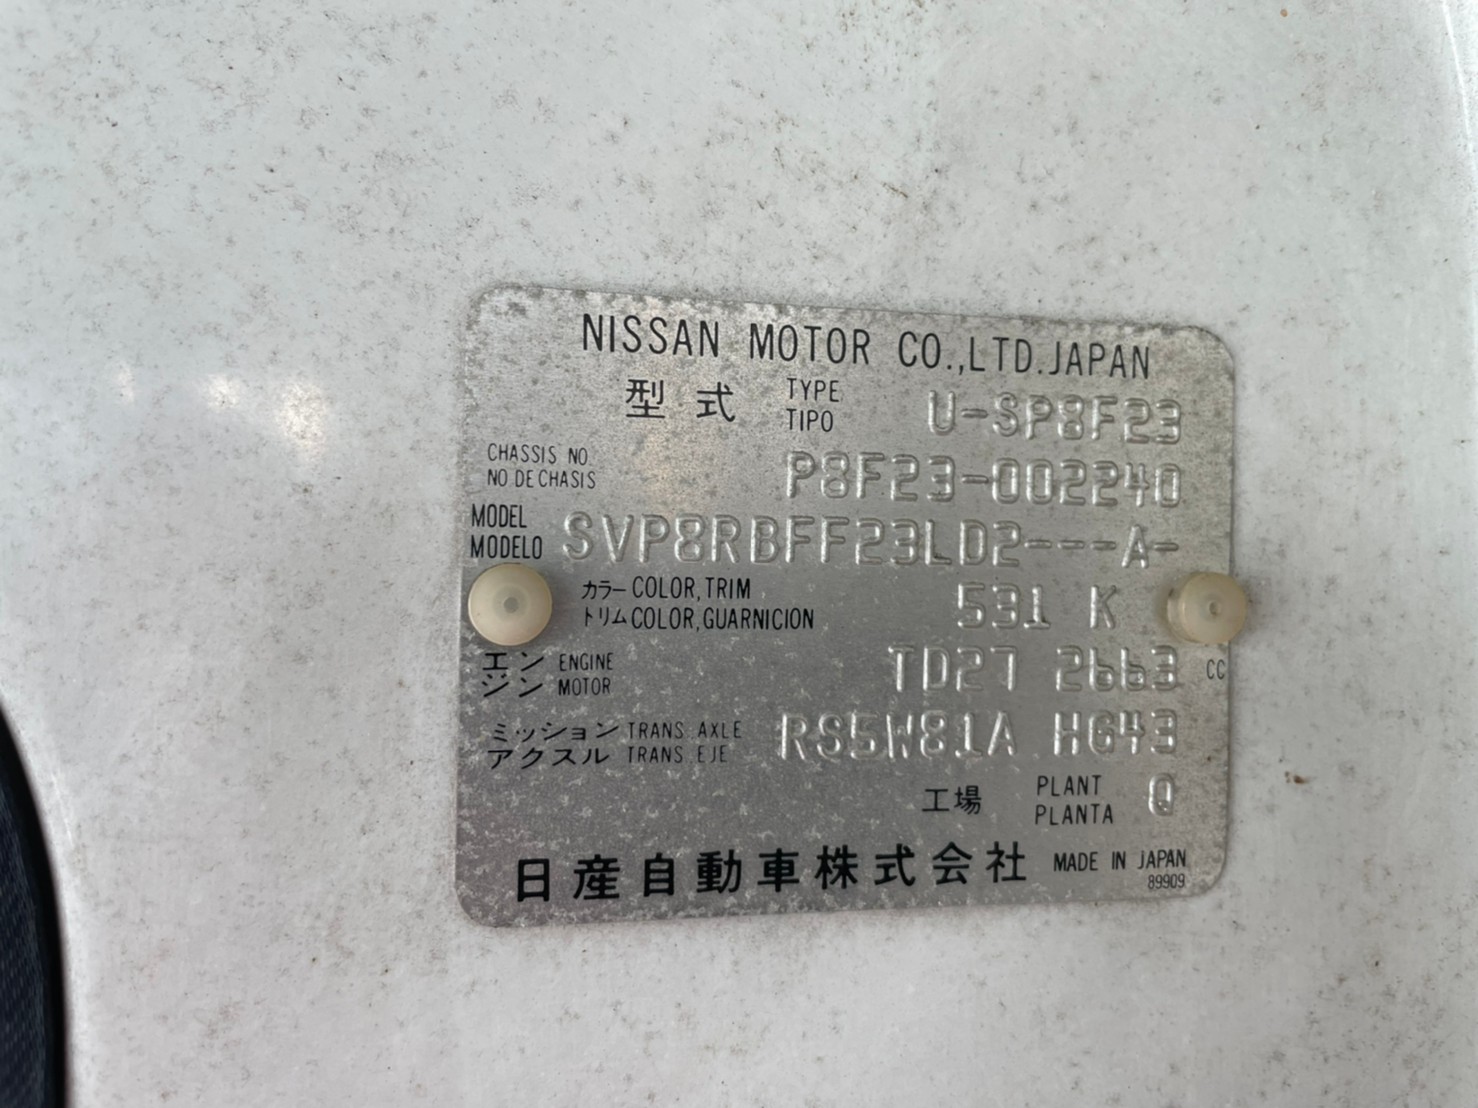 NISSAN MOTOR CO.,LTD.JAPAN
型式 TYPE TIPO U-SP8F23
CHASSIS NO. NO DE CHASIS P8F23-002240
MODEL MODELO SVP8RBFF23LD2---A-
カラー COLOR,TRIM
トリム COLOR,GUARNICION 531 K
エン ENGINE
ジン MOTOR TD27 2663 CC
ミッション TRANS. AXLE
アクスル TRANS. EJE RS5W81A HG43
工場 PLANT PLANTA Q
日産自動車株式会社 MADE IN JAPAN
89909